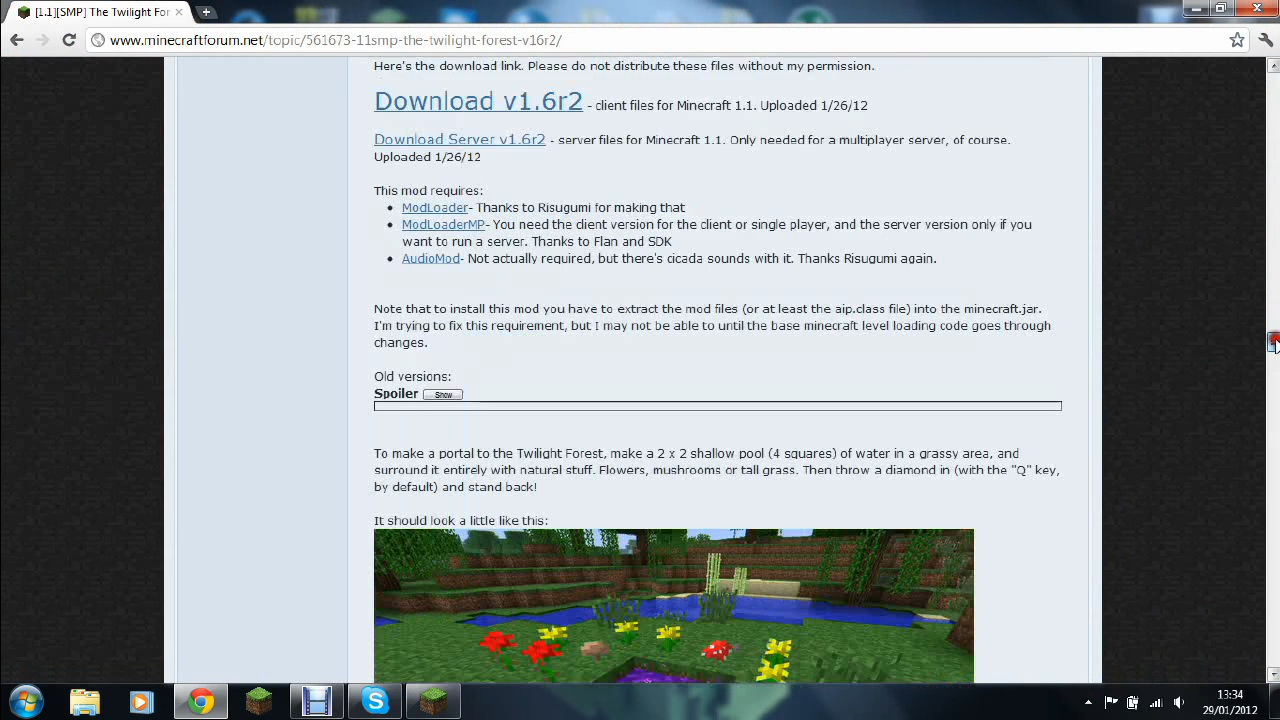 [1.1][SMP] The Twilight For
www.minecraftforum.net/topic/561673-11smp-the-twilight-forest-v16r2/
Here's the download link. Please do not distribute these files without my permission.
Download v1.6r2 - client files for Minecraft 1.1. Uploaded 1/26/12
Download Server v1.6r2 - server files for Minecraft 1.1. Only needed for a multiplayer server, of course.
Uploaded 1/26/12
This mod requires:
ModLoader- Thanks to Risugumi for making that
ModLoaderMP- You need the client version for the client or single player, and the server version only if you
want to run a server. Thanks to Flan and SDK
AudioMod- Not actually required, but there's cicada sounds with it. Thanks Risugumi again.
Note that to install this mod you have to extract the mod files (or at least the aip.class file) into the minecraft.jar.
I'm trying to fix this requirement, but I may not be able to until the base minecraft level loading code goes through
changes.
Old versions:
Spoiler Show
To make a portal to the Twilight Forest, make a 2 x 2 shallow pool (4 squares) of water in a grassy area, and
surround it entirely with natural stuff. Flowers, mushrooms or tall grass. Then throw a diamond in (with the "Q" key,
by default) and stand back!
It should look a little like this:
13:34
29/01/2012